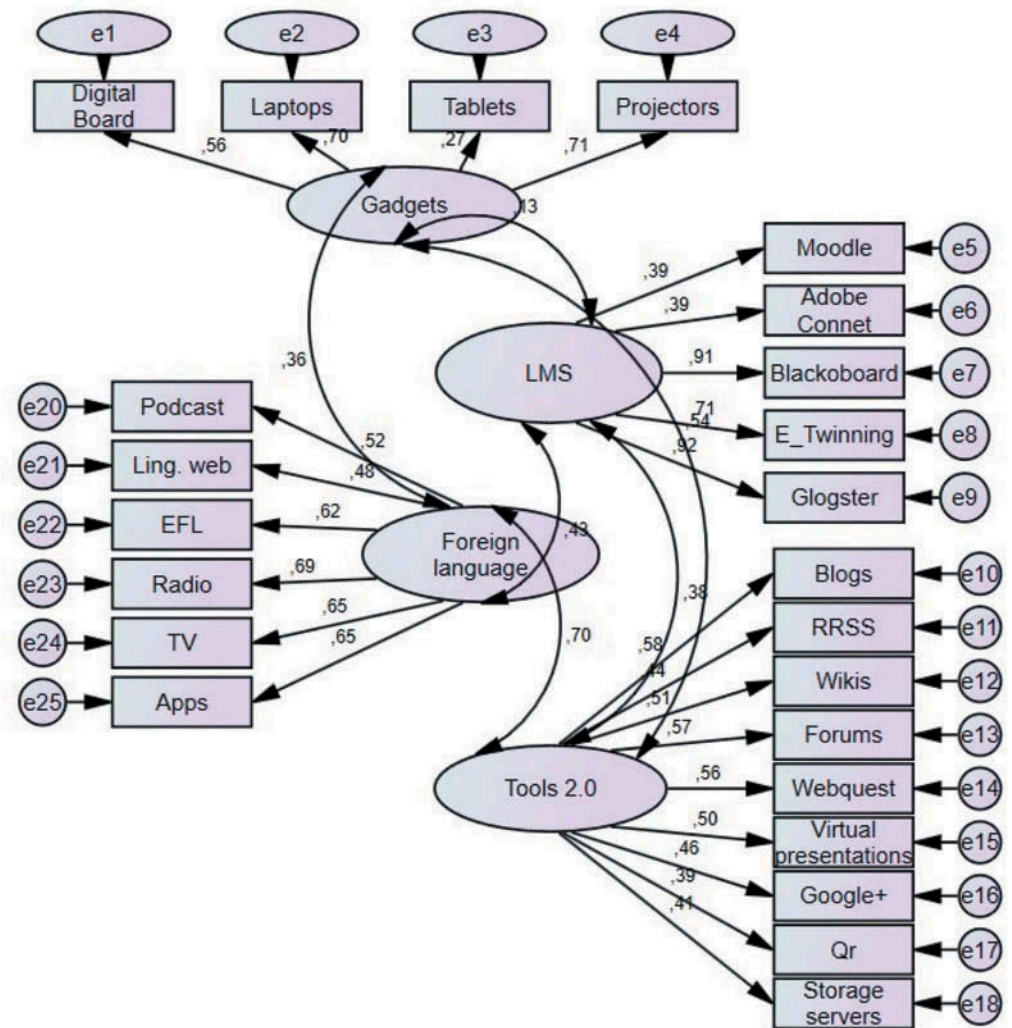 e1
e2
e3
e4
Digital
Board
Laptops
Tablets
Projectors
,56
,70
,27
,71
Gadgets
,13
Moodle
e5
,39
Adobe
Connet
e6
,39
,36
LMS
,91
Blackoboard
e7
,71
,54
E_Twinning
e8
,92
Glogster
e9
e20
Podcast
,52
e21
Ling. web
,48
e22
EFL
,62
Foreign
language
,43
e23
Radio
,69
e24
TV
,65
e25
Apps
,65
,70
,38
Blogs
e10
,58
RRSS
e11
,44
Wikis
e12
,51
Forums
e13
,57
Tools 2.0
,56
Webquest
e14
,50
Virtual
presentations
e15
,46
Google+
e16
,39
Qr
e17
,41
Storage
servers
e18